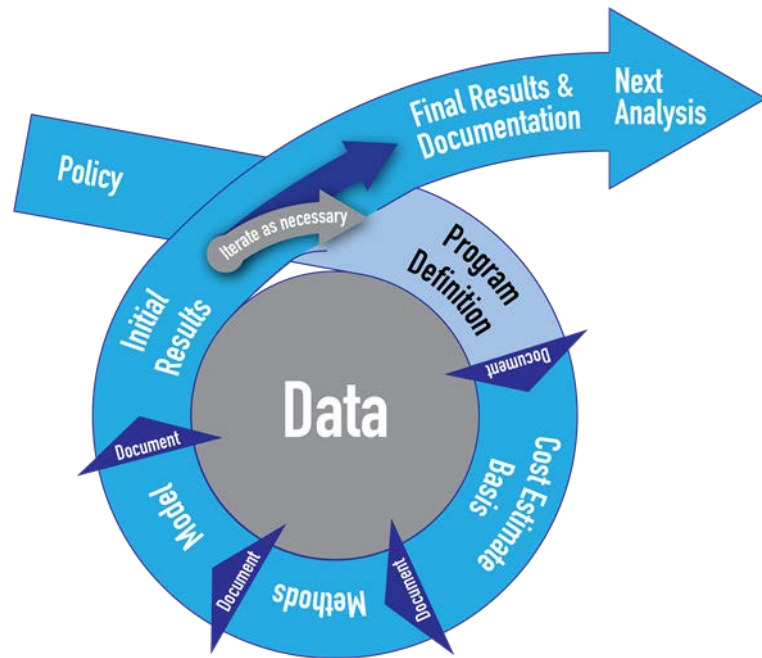 Policy
Final Results &
Documentation
Next
Analysis
Iterate as necessary
Program
Definition
Document
Cost Estimate
Basis
Document
Methods
Document
Model
Document
Initial
Results
Data